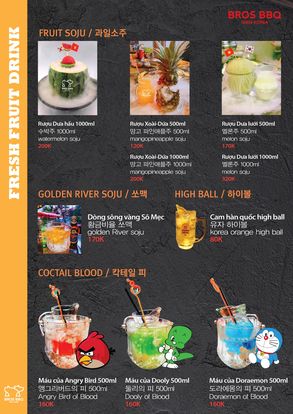 BROS BBQ
FRESH FRUIT DRINK
FRUIT SOJU / 과일소주
Rượu Dưa hấu 1000ml
수박주 1000ml
watermelon soju
200K
Rượu Xoài-Dứa 500ml
망고 파인애플주 500ml
mangopineapple soju
120K
Rượu Xoài-Dứa 1000ml
망고 파인애플주 1000ml
mangopineapple soju
160K
Rượu Dưa lưới 500ml
멜론주 500ml
melon soju
120K
Rượu Dưa lưới 1000ml
멜론주 1000ml
melon soju
170K
GOLDEN RIVER SOJU / 쏘맥
Dòng sông vàng Sô Mẹc
황금비율 쏘맥
golden River soju
170K
HIGH BALL / 하이볼
Cam hàn quốc high ball
유자 하이볼
korea orange high ball
80K
COCTAIL BLOOD / 칵테일 피
Máu của Angry Bird 500ml
앵그리버드의 피 500ml
Angry Bird of Blood
160K
Máu của Dooly 500ml
둘리의 피 500ml
Dooly of Blood
160K
Máu của Doraemon 500ml
도라에몽의 피 500ml
Doraemon of Blood
160K
BROS BBQ